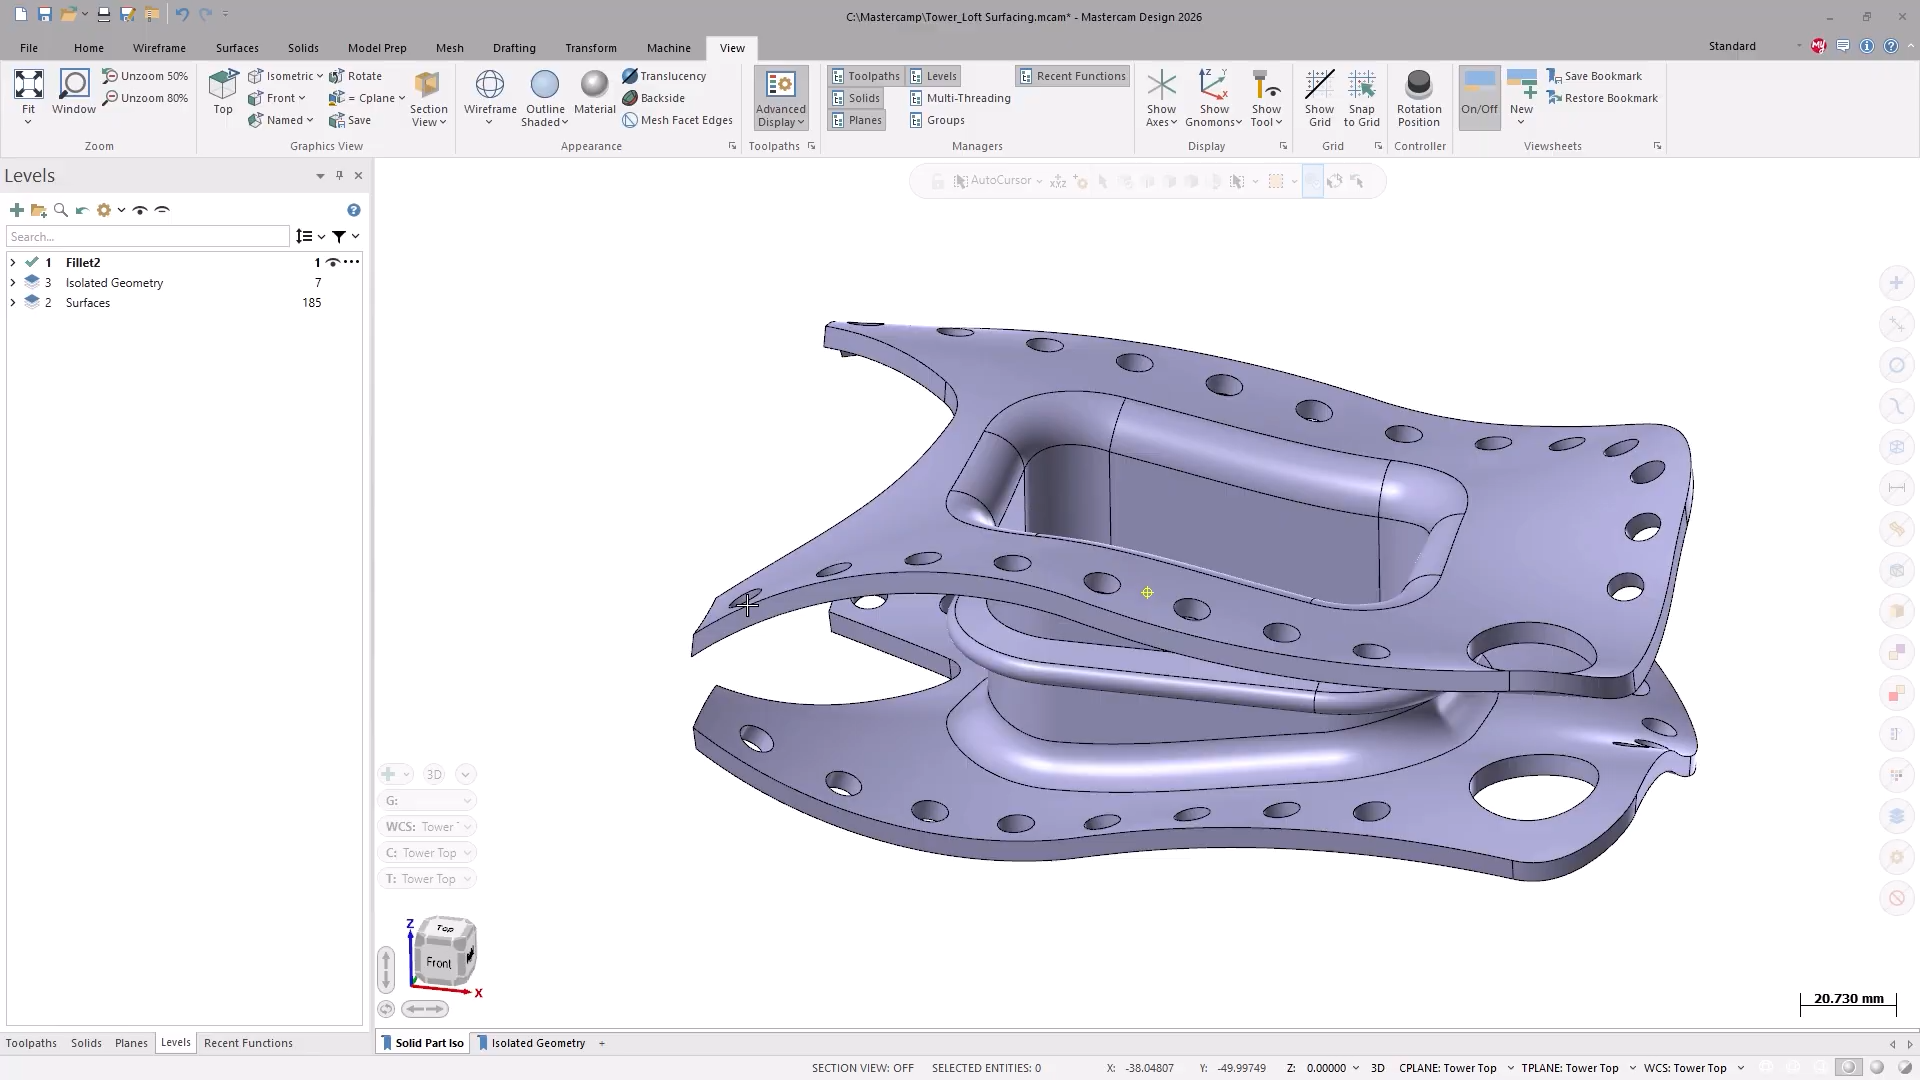 C:\Mastercamp\Tower_Loft Surfacing.mcam* - Mastercam Design 2026
File Home Wireframe Surfaces Solids Model Prep Mesh Drafting Transform Machine View Standard
Fit
Window
Unzoom 50%
Unzoom 80%
Zoom
Top
Isometric
Front
Named
Rotate
= Cplane
Save
Section
View
Graphics View
Wireframe
Outline
Shaded
Material
Translucency
Backside
Mesh Facet Edges
Appearance
Advanced
Display
Toolpaths
Toolpaths
Solids
Planes
Levels
Multi-Threading
Groups
Recent Functions
Managers
Show
Axes
Show
Gnomons
Show
Tool
Display
Show
Grid
Snap
to Grid
Grid
Rotation
Position
Controller
On/Off
New
Save Bookmark
Restore Bookmark
Viewsheets
Levels
Search...
1 Fillet2 1
3 Isolated Geometry 7
2 Surfaces 185
AutoCursor
3D
G:
WCS: Tower
C: Tower Top
T: Tower Top
Z
Top
Front
X
20.730 mm
Toolpaths Solids Planes Levels Recent Functions
Solid Part Iso Isolated Geometry +
SECTION VIEW: OFF SELECTED ENTITIES: 0 X: -38.04807 Y: -49.99749 Z: 0.00000 3D CPLANE: Tower Top TPLANE: Tower Top WCS: Tower Top